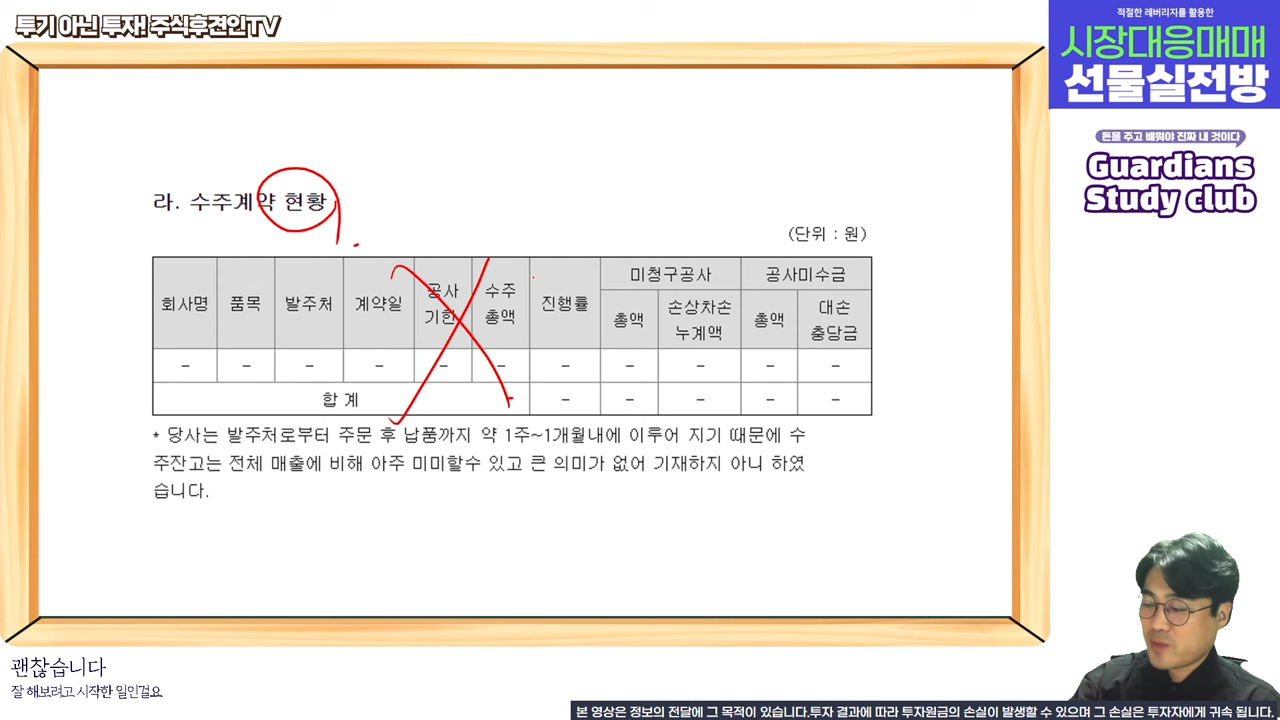 투기 아닌 투자! 주식후견인TV
적절한 레버리지를 활용한
시장대응매매
선물실전방
돈을 주고 배워야 진짜 내 것이다
Guardians
Study club
라. 수주계약 현황
(단위 : 원)
회사명 품목 발주처 계약일 공사 기한 수주 총액 진행률 미청구공사 공사미수금
총액 손상차손 누계액 총액 대손 충당금
- - - - - - - - - - -
합 계 - - - - -
* 당사는 발주처로부터 주문 후 납품까지 약 1주~1개월내에 이루어 지기 때문에 수
주잔고는 전체 매출에 비해 아주 미미할수 있고 큰 의미가 없어 기재하지 아니 하였
습니다.
괜찮습니다
잘 해보려고 시작한 일인걸요
본 영상은 정보의 전달에 그 목적이 있습니다.투자 결과에 따라 투자원금의 손실이 발생할 수 있으며 그 손실은 투자자에게 귀속 됩니다.